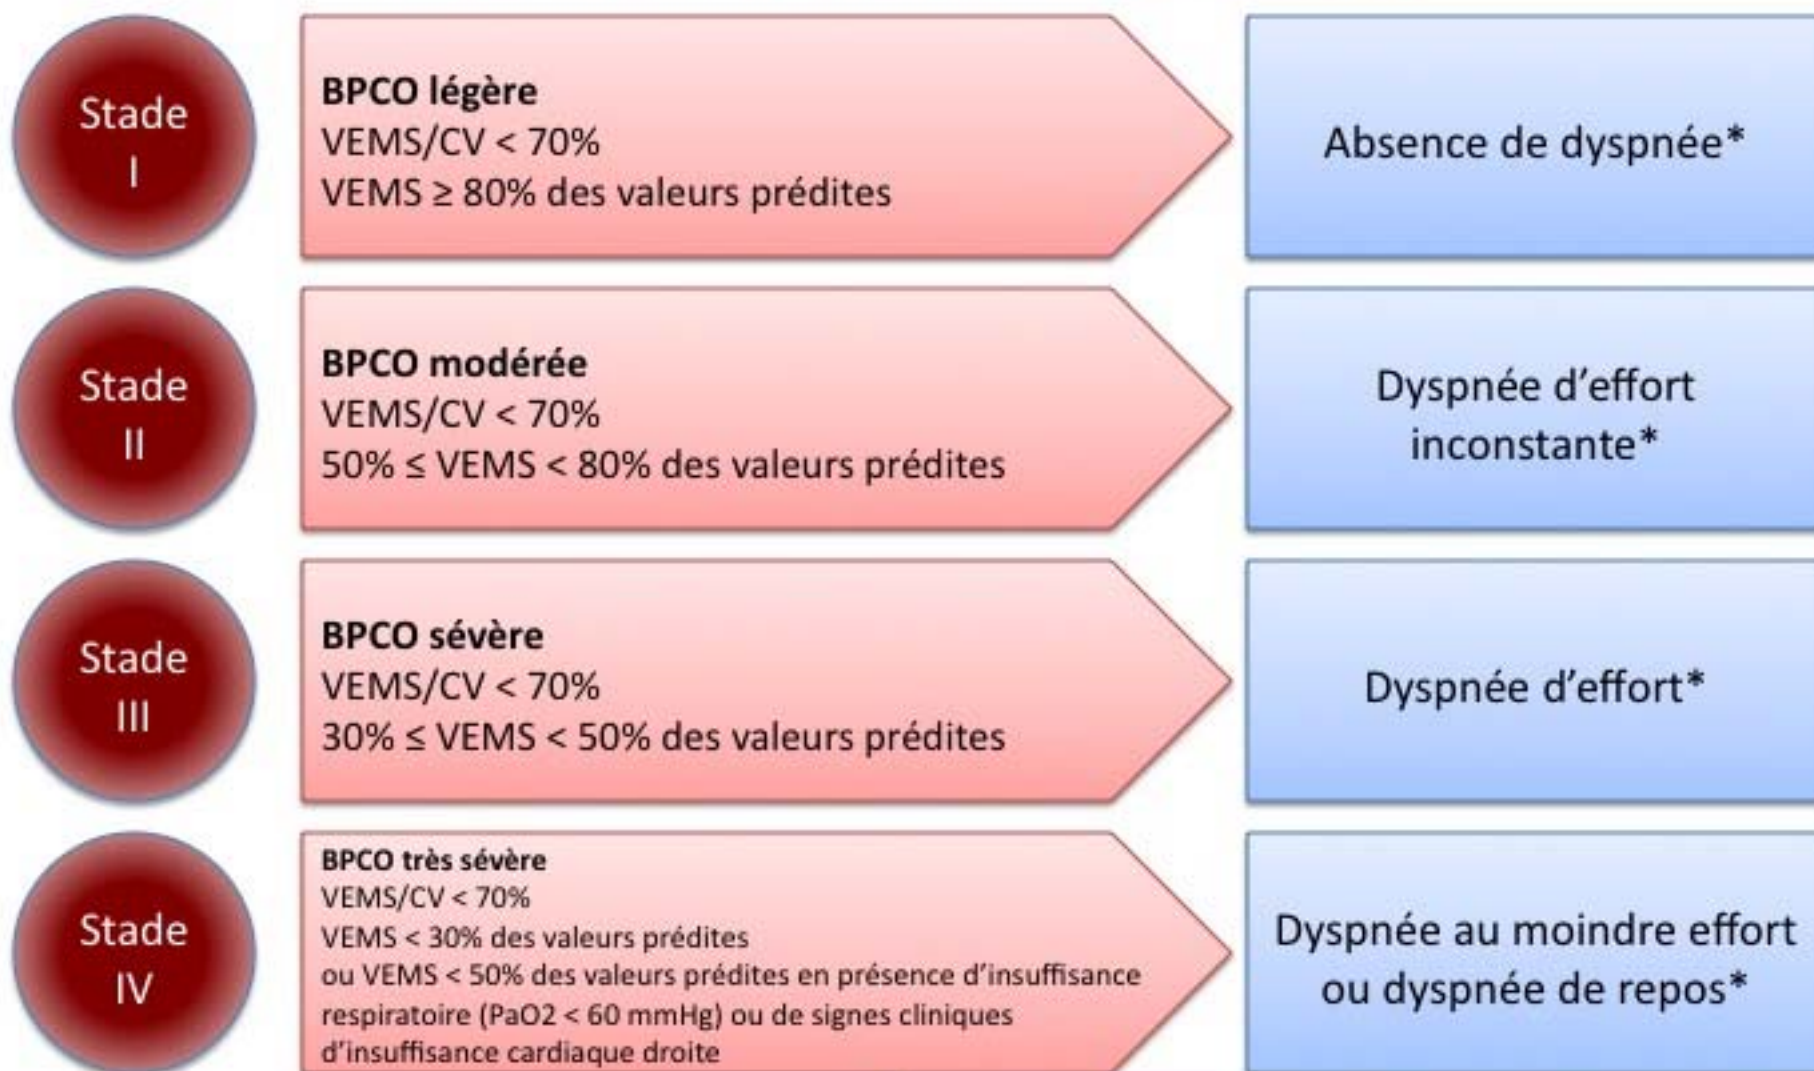 Stade
I
BPCO légère
VEMS/CV < 70%
VEMS ≥ 80% des valeurs prédites
Absence de dyspnée*
Stade
II
BPCO modérée
VEMS/CV < 70%
50% ≤ VEMS < 80% des valeurs prédites
Dyspnée d’effort
inconstante*
Stade
III
BPCO sévère
VEMS/CV < 70%
30% ≤ VEMS < 50% des valeurs prédites
Dyspnée d’effort*
Stade
IV
BPCO très sévère
VEMS/CV < 70%
VEMS < 30% des valeurs prédites
ou VEMS < 50% des valeurs prédites en présence d’insuffisance
respiratoire (PaO2 < 60 mmHg) ou de signes cliniques
d’insuffisance cardiaque droite
Dyspnée au moindre effort
ou dyspnée de repos*